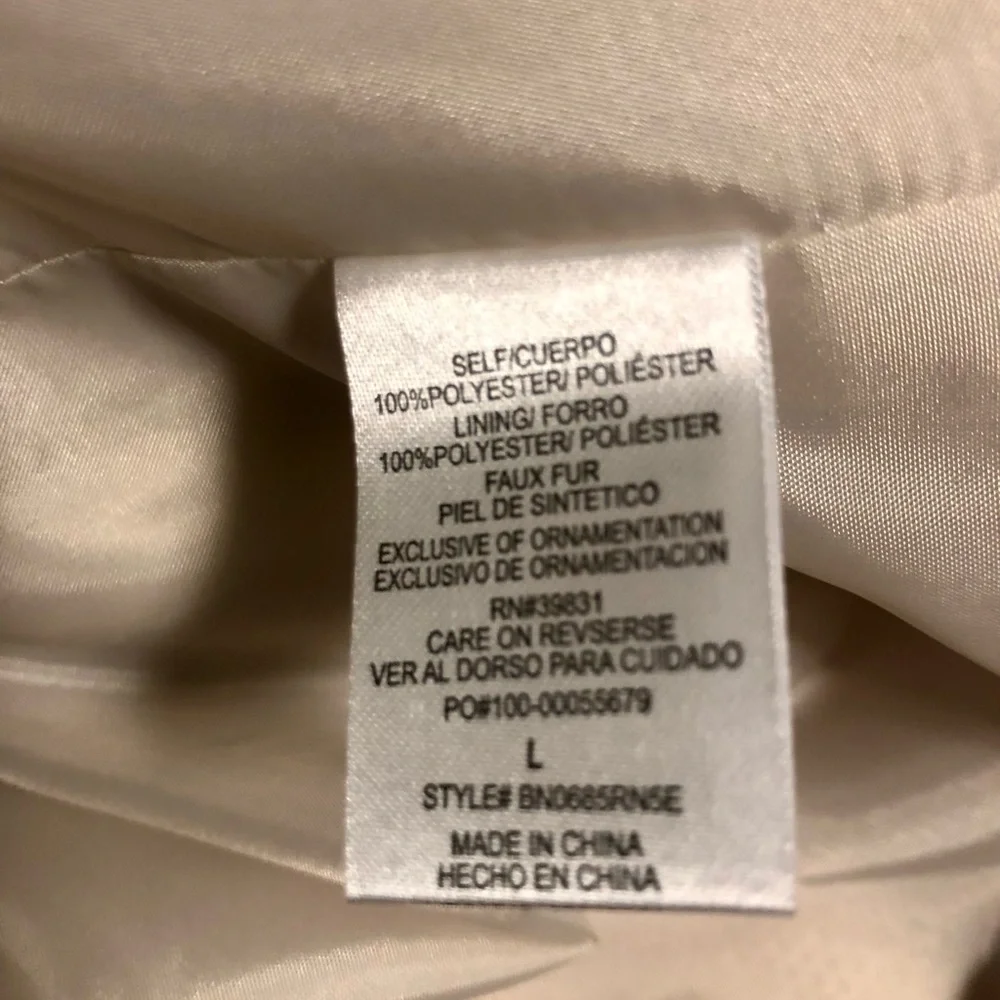 SELF/CUERPO
100%POLYESTER/ POLIÉSTER
LINING/ FORRO
100%POLYESTER/ POLIÉSTER
FAUX FUR
PIEL DE SINTETICO
EXCLUSIVE OF ORNAMENTATION
EXCLUSIVO DE ORNAMENTACION
RN#39831
CARE ON REVSERSE
VER AL DORSO PARA CUIDADO
PO#100-00055679
L
STYLE# BN0685RN5E
MADE IN CHINA
HECHO EN CHINA